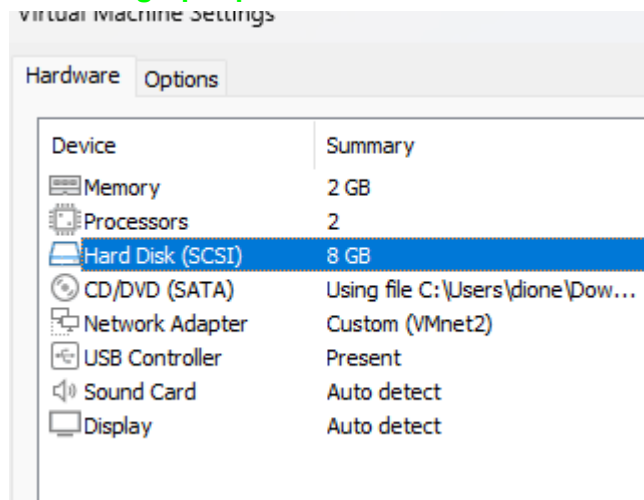 Virtual Machine Settings
Hardware Options
Device Summary
Memory 2 GB
Processors 2
Hard Disk (SCSI) 8 GB
CD/DVD (SATA) Using file C:\Users\dione\Dow...
Network Adapter Custom (VMnet2)
USB Controller Present
Sound Card Auto detect
Display Auto detect